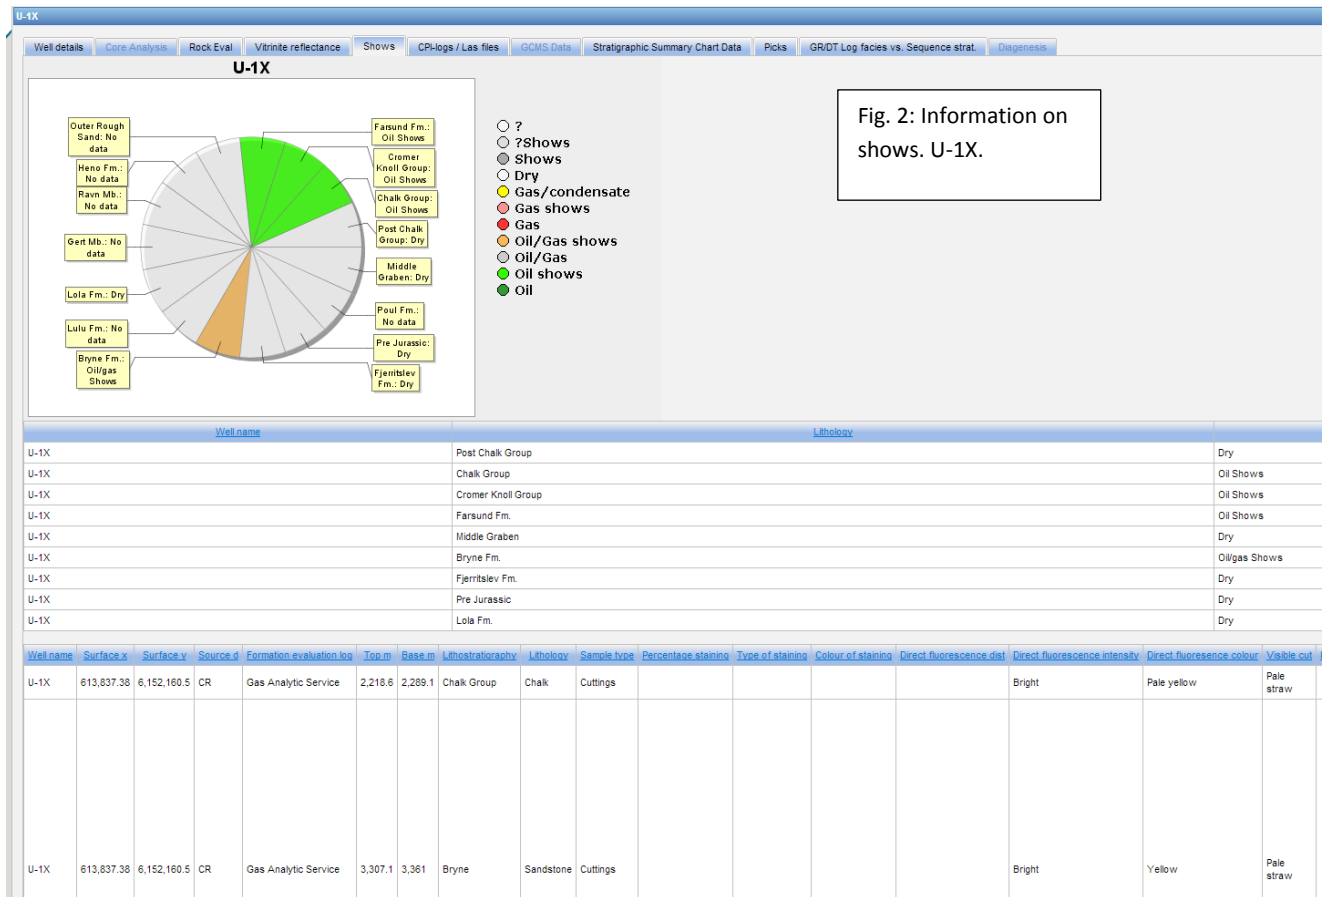 U-1X
Well details Core Analysis Rock Eval Vitrinite reflectance Shows CPI-logs / Las files GCMS Data Stratigraphic Summary Chart Data Picks GR/DT Log facies vs. Sequence strat. Diagenesis
U-1X
Outer Rough
Sand: No
data
Heno Fm.:
No data
Ravn Mb.:
No data
Gert Mb.: No
data
Lola Fm.: Dry
Lulu Fm.: No
data
Bryne Fm.:
Oil/gas
Shows
Farsund Fm.:
Oil Shows
Cromer
Knoll Group:
Oil Shows
Chalk Group:
Oil Shows
Post Chalk
Group: Dry
Middle
Graben: Dry
Poul Fm.:
No data
Pre Jurassic:
Dry
Fjerritslev
Fm.: Dry
?
?Shows
Shows
Dry
Gas/condensate
Gas shows
Gas
Oil/Gas shows
Oil/Gas
Oil shows
Oil
Fig. 2: Information on
shows. U-1X.
Well name Lithology
U-1X Post Chalk Group Dry
U-1X Chalk Group Oil Shows
U-1X Cromer Knoll Group Oil Shows
U-1X Farsund Fm. Oil Shows
U-1X Middle Graben Dry
U-1X Bryne Fm. Oil/gas Shows
U-1X Fjerritslev Fm. Dry
U-1X Pre Jurassic Dry
U-1X Lola Fm. Dry
Well name Surface x Surface y Source d Formation evaluation log Top m Base m Lithostratigraphy Lithology Sample type Percentage staining Type of staining Colour of staining Direct fluorescence dist Direct fluorescence intensity Direct fluoresence colour Visible cut
U-1X 613,837.38 6,152,160.5 CR Gas Analytic Service 2,218.6 2,289.1 Chalk Group Chalk Cuttings Bright Pale yellow Pale
straw
U-1X 613,837.38 6,152,160.5 CR Gas Analytic Service 3,307.1 3,361 Bryne Sandstone Cuttings Bright Yellow Pale
straw